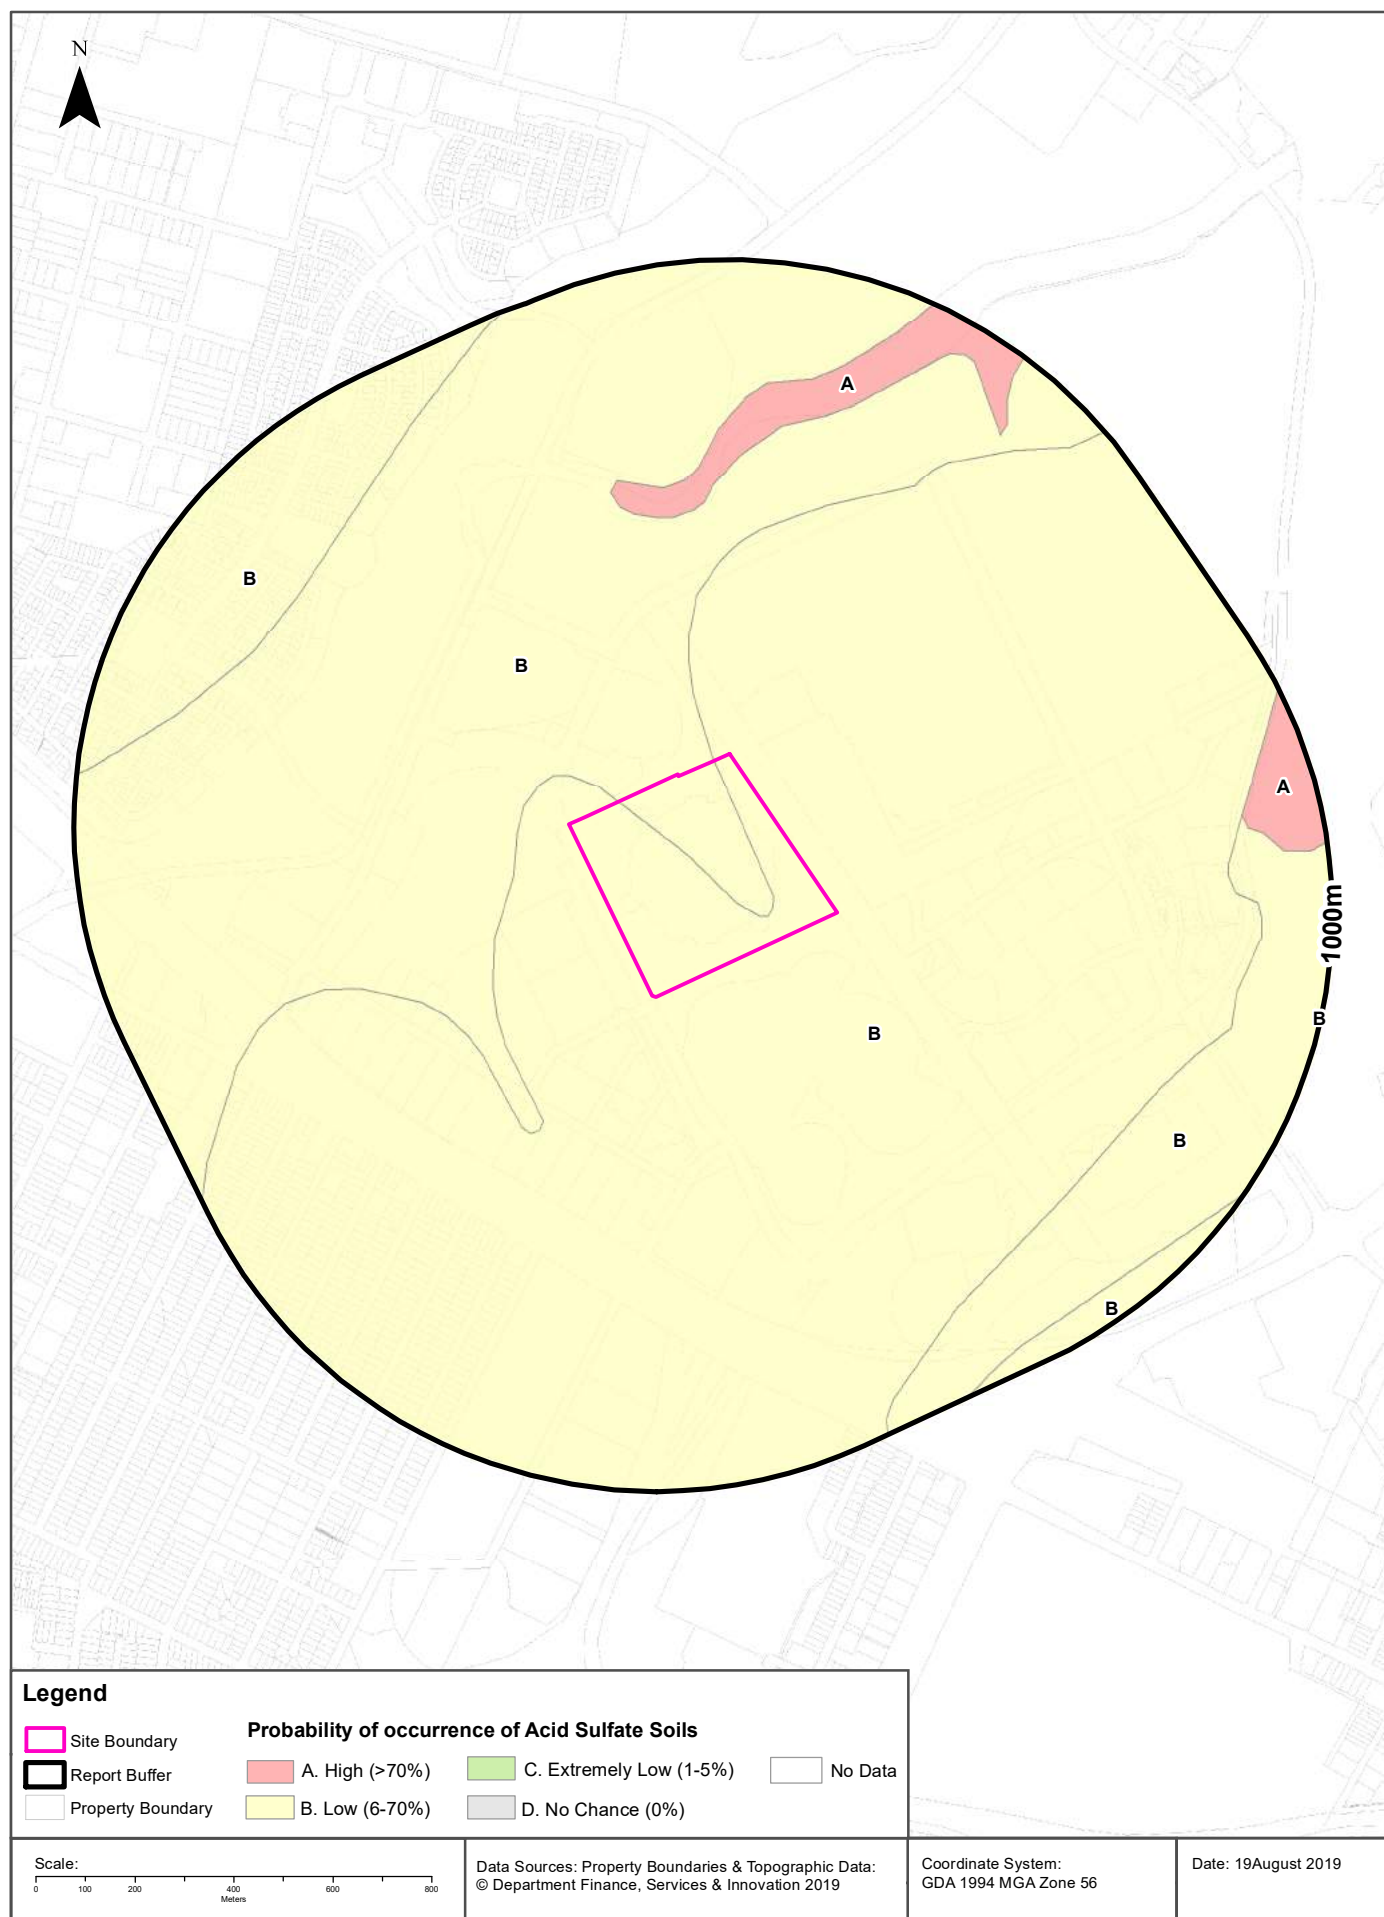 N
A
B
B
A
1000m
B
B
B
B
Legend
Site Boundary
Report Buffer
Property Boundary
Probability of occurrence of Acid Sulfate Soils
A. High (>70%)
B. Low (6-70%)
C. Extremely Low (1-5%)
D. No Chance (0%)
No Data
Scale:
0 100 200 400 600 800
Meters
Data Sources: Property Boundaries & Topographic Data:
© Department Finance, Services & Innovation 2019
Coordinate System:
GDA 1994 MGA Zone 56
Date: 19August 2019